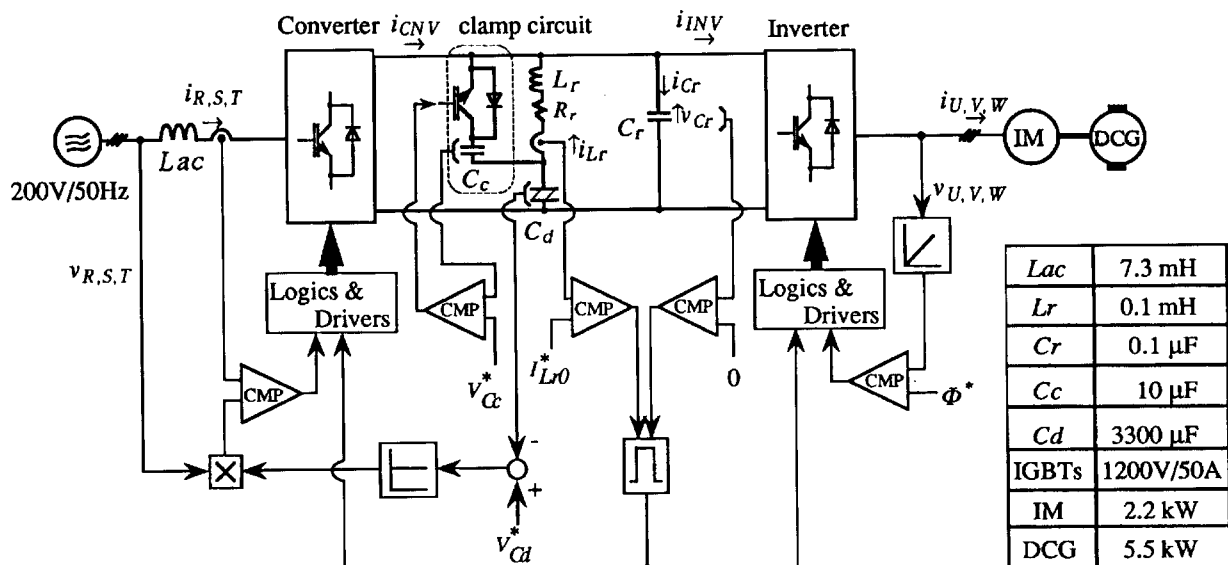 Converter
i_CNV
clamp circuit
i_INV
Inverter
i_R,S,T
L_r
R_r
i_Cr
v_Cr
C_r
i_U,V,W
IM
DCG
Lac
i_Lr
200V/50Hz
C_c
C_d
v_R,S,T
v_U,V,W
Logics &
Drivers
CMP
CMP
CMP
Logics &
Drivers
CMP
CMP
V*_Cc
I*_Lr0
0
Φ*
-
+
V*_Cd
Lac 7.3 mH
Lr 0.1 mH
Cr 0.1 µF
Cc 10 µF
Cd 3300 µF
IGBTs 1200V/50A
IM 2.2 kW
DCG 5.5 kW